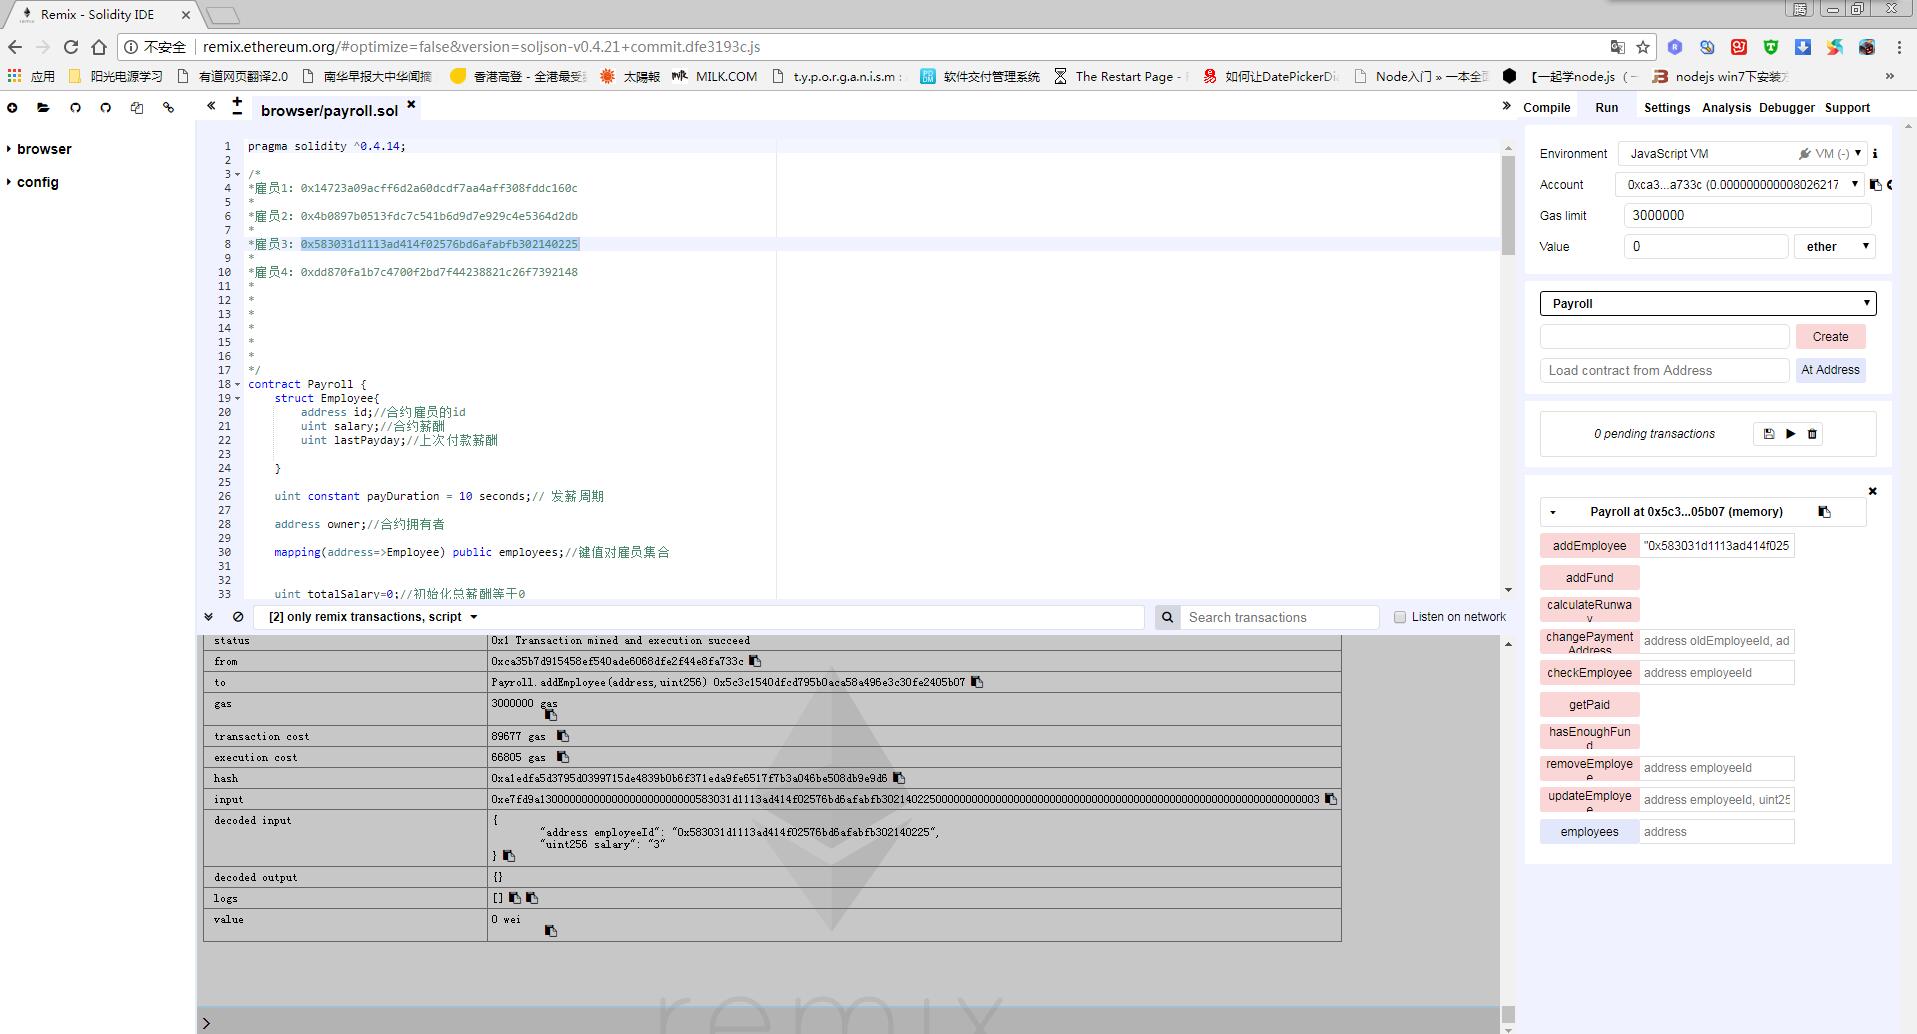 Remix - Solidity IDE
不安全 remix.ethereum.org/#optimize=false&version=soljson-v0.4.21+commit.dfe3193c.js
应用 阳光电源学习 有道网页翻译2.0 南华早报大中华闻摘 香港高登 - 全港最受 太陽報 MILK.COM t.y.p.o.r.g.a.n.i.s.m : 软件交付管理系统 The Restart Page - 如何让DatePickerDi Node入门 » 一本全 【一起学node.js nodejs win7下安装 »
browser/payroll.sol
Compile Run Settings Analysis Debugger Support
browser
config
1 pragma solidity ^0.4.14;
2
3 /*
4 *雇员1: 0x14723a09acff6d2a60dcdf7aa4aff308fddc160c
5 *
6 *雇员2: 0x4b0897b0513fdc7c541b6d9d7e929c4e5364d2db
7 *
8 *雇员3: 0x583031d1113ad414f02576bd6afabfb302140225
9 *
10 *雇员4: 0xdd870fa1b7c4700f2bd7f44238821c26f7392148
11 *
12 *
13 *
14 *
15 *
16 *
17 */
18 contract Payroll {
19 struct Employee{
20 address id;//合约雇员的id
21 uint salary;//合约薪酬
22 uint lastPayday;//上次付款薪酬
23
24 }
25
26 uint constant payDuration = 10 seconds;// 发薪周期
27
28 address owner;//合约拥有者
29
30 mapping(address=>Employee) public employees;//键值对雇员集合
31
32
33 uint totalSalary=0;//初始化总薪酬等于0
[2] only remix transactions, script
Search transactions
Listen on network
status 0x1 Transaction mined and execution succeed
from 0xca35b7d915458ef540ade6068dfe2f44e8fa733c
to Payroll.addEmployee(address,uint256) 0x5c3c1540dfcd795b0aca58a496e3c30fe2405b07
gas 3000000 gas
transaction cost 89677 gas
execution cost 66805 gas
hash 0xa1edfa5d3795d0399715de4839b0b6f371eda9fe6517f7b3a046be508db9e9d6
input 0xe7fd9a13000000000000000000000000583031d1113ad414f02576bd6afabfb3021402250000000000000000000000000000000000000000000000000000000000000003
decoded input {
"address employeeId": "0x583031d1113ad414f02576bd6afabfb302140225",
"uint256 salary": "3"
}
decoded output {}
logs []
value 0 wei
remix
>
Environment JavaScript VM VM (-)
Account 0xca3...a733c (0.000000000008026217
Gas limit 3000000
Value 0 ether
Payroll
Create
Load contract from Address At Address
0 pending transactions
Payroll at 0x5c3...05b07 (memory)
addEmployee "0x583031d1113ad414f025
addFund
calculateRunway
changePaymentAddress address oldEmployeeId, ad
checkEmployee address employeeId
getPaid
hasEnoughFund
removeEmployee address employeeId
updateEmployee address employeeId, uint25
employees address